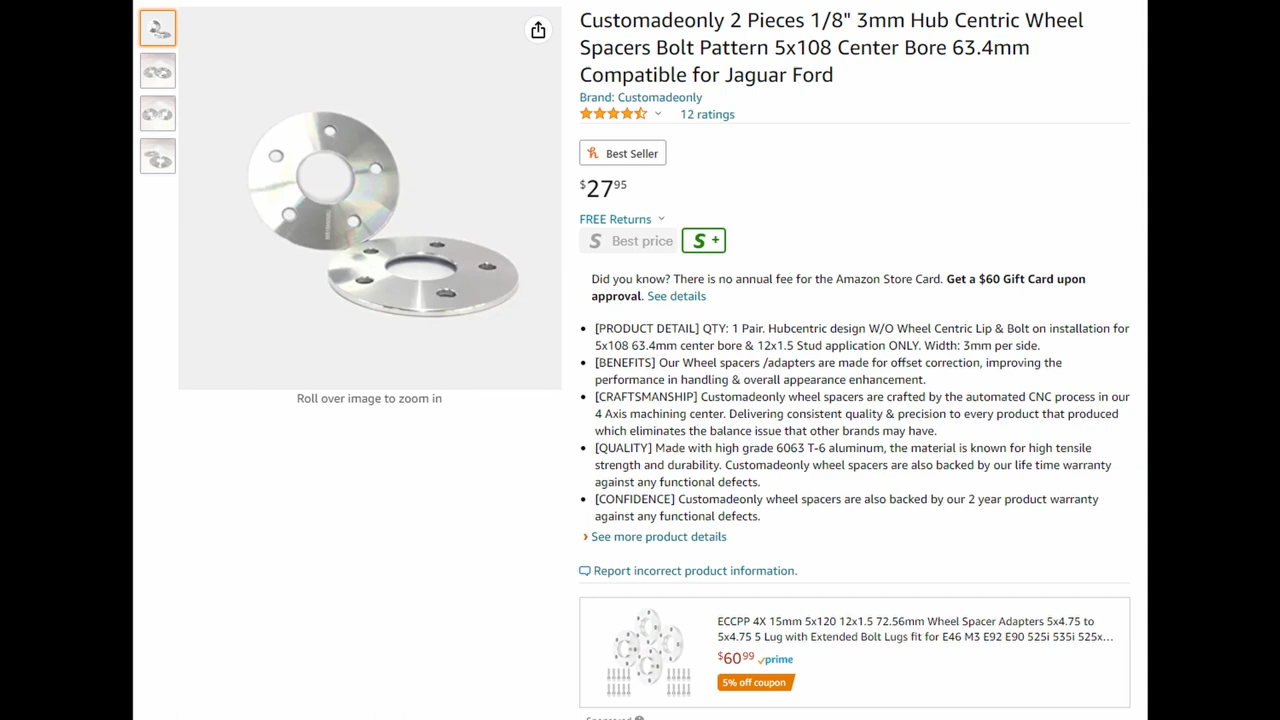 Customadeonly 2 Pieces 1/8" 3mm Hub Centric Wheel
Spacers Bolt Pattern 5x108 Center Bore 63.4mm
Compatible for Jaguar Ford
Brand: Customadeonly
12 ratings
Best Seller
$27.95
FREE Returns
S Best price
S +
Did you know? There is no annual fee for the Amazon Store Card. Get a $60 Gift Card upon
approval. See details
• [PRODUCT DETAIL] QTY: 1 Pair. Hubcentric design W/O Wheel Centric Lip & Bolt on installation for
5x108 63.4mm center bore & 12x1.5 Stud application ONLY. Width: 3mm per side.
• [BENEFITS] Our Wheel spacers /adapters are made for offset correction, improving the
performance in handling & overall appearance enhancement.
• [CRAFTSMANSHIP] Customadeonly wheel spacers are crafted by the automated CNC process in our
4 Axis machining center. Delivering consistent quality & precision to every product that produced
which eliminates the balance issue that other brands may have.
• [QUALITY] Made with high grade 6063 T-6 aluminum, the material is known for high tensile
strength and durability. Customadeonly wheel spacers are also backed by our life time warranty
against any functional defects.
• [CONFIDENCE] Customadeonly wheel spacers are also backed by our 2 year product warranty
against any functional defects.
› See more product details
Report incorrect product information.
Roll over image to zoom in
ECCPP 4X 15mm 5x120 12x1.5 72.56mm Wheel Spacer Adapters 5x4.75 to
5x4.75 5 Lug with Extended Bolt Lugs fit for E46 M3 E92 E90 525i 535i 525x...
$60.99 prime
5% off coupon